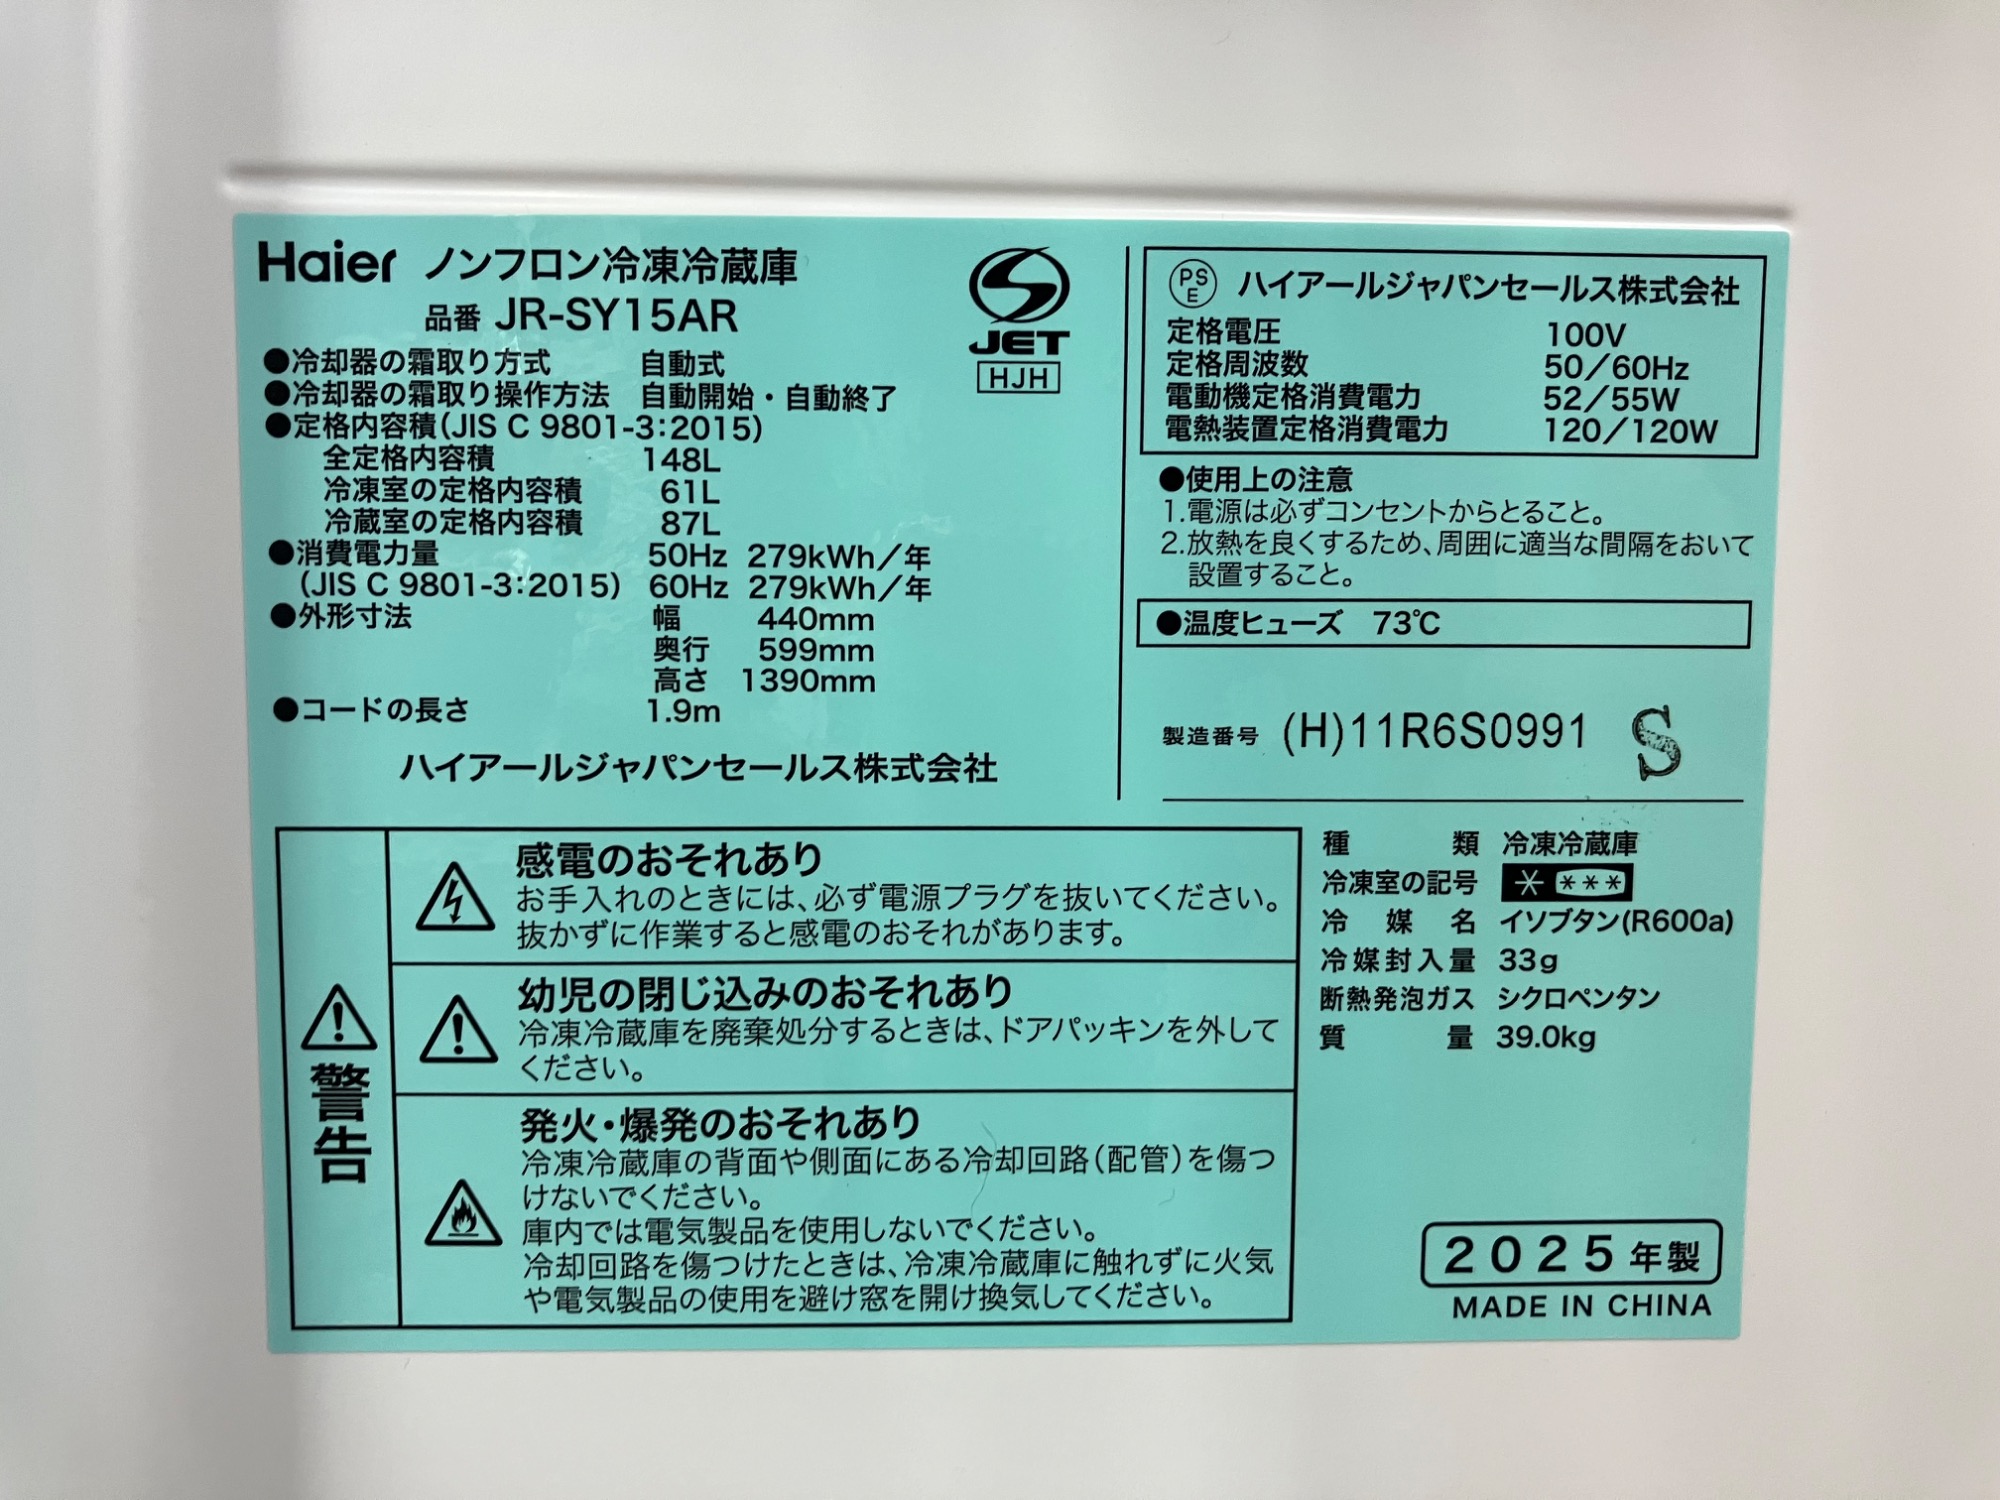 Haier ノンフロン冷凍冷蔵庫
品番 JR-SY15AR
●冷却器の霜取り方式 自動式
●冷却器の霜取り操作方法 自動開始・自動終了
●定格内容積(JIS C 9801-3:2015)
全定格内容積 148L
冷凍室の定格内容積 61L
冷蔵室の定格内容積 87L
●消費電力量 50Hz 279kWh/年
(JIS C 9801-3:2015) 60Hz 279kWh/年
●外形寸法 幅 440mm
奥行 599mm
高さ 1390mm
●コードの長さ 1.9m
ハイアールジャパンセールス株式会社
JET
HJH
PSE ハイアールジャパンセールス株式会社
定格電圧 100V
定格周波数 50/60Hz
電動機定格消費電力 52/55W
電熱装置定格消費電力 120/120W
●使用上の注意
1.電源は必ずコンセントからとること。
2.放熱を良くするため、周囲に適当な間隔をおいて
設置すること。
●温度ヒューズ 73℃
製造番号 (H)11R6S0991 S
警告
感電のおそれあり
お手入れのときには、必ず電源プラグを抜いてください。
抜かずに作業すると感電のおそれがあります。
幼児の閉じ込みのおそれあり
冷凍冷蔵庫を廃棄処分するときは、ドアパッキンを外して
ください。
発火・爆発のおそれあり
冷凍冷蔵庫の背面や側面にある冷却回路(配管)を傷つ
けないでください。
庫内では電気製品を使用しないでください。
冷却回路を傷つけたときは、冷凍冷蔵庫に触れずに火気
や電気製品の使用を避け窓を開け換気してください。
種類 冷凍冷蔵庫
冷凍室の記号 * ***
冷媒名 イソブタン(R600a)
冷媒封入量 33g
断熱発泡ガス シクロペンタン
質量 39.0kg
2025年製
MADE IN CHINA